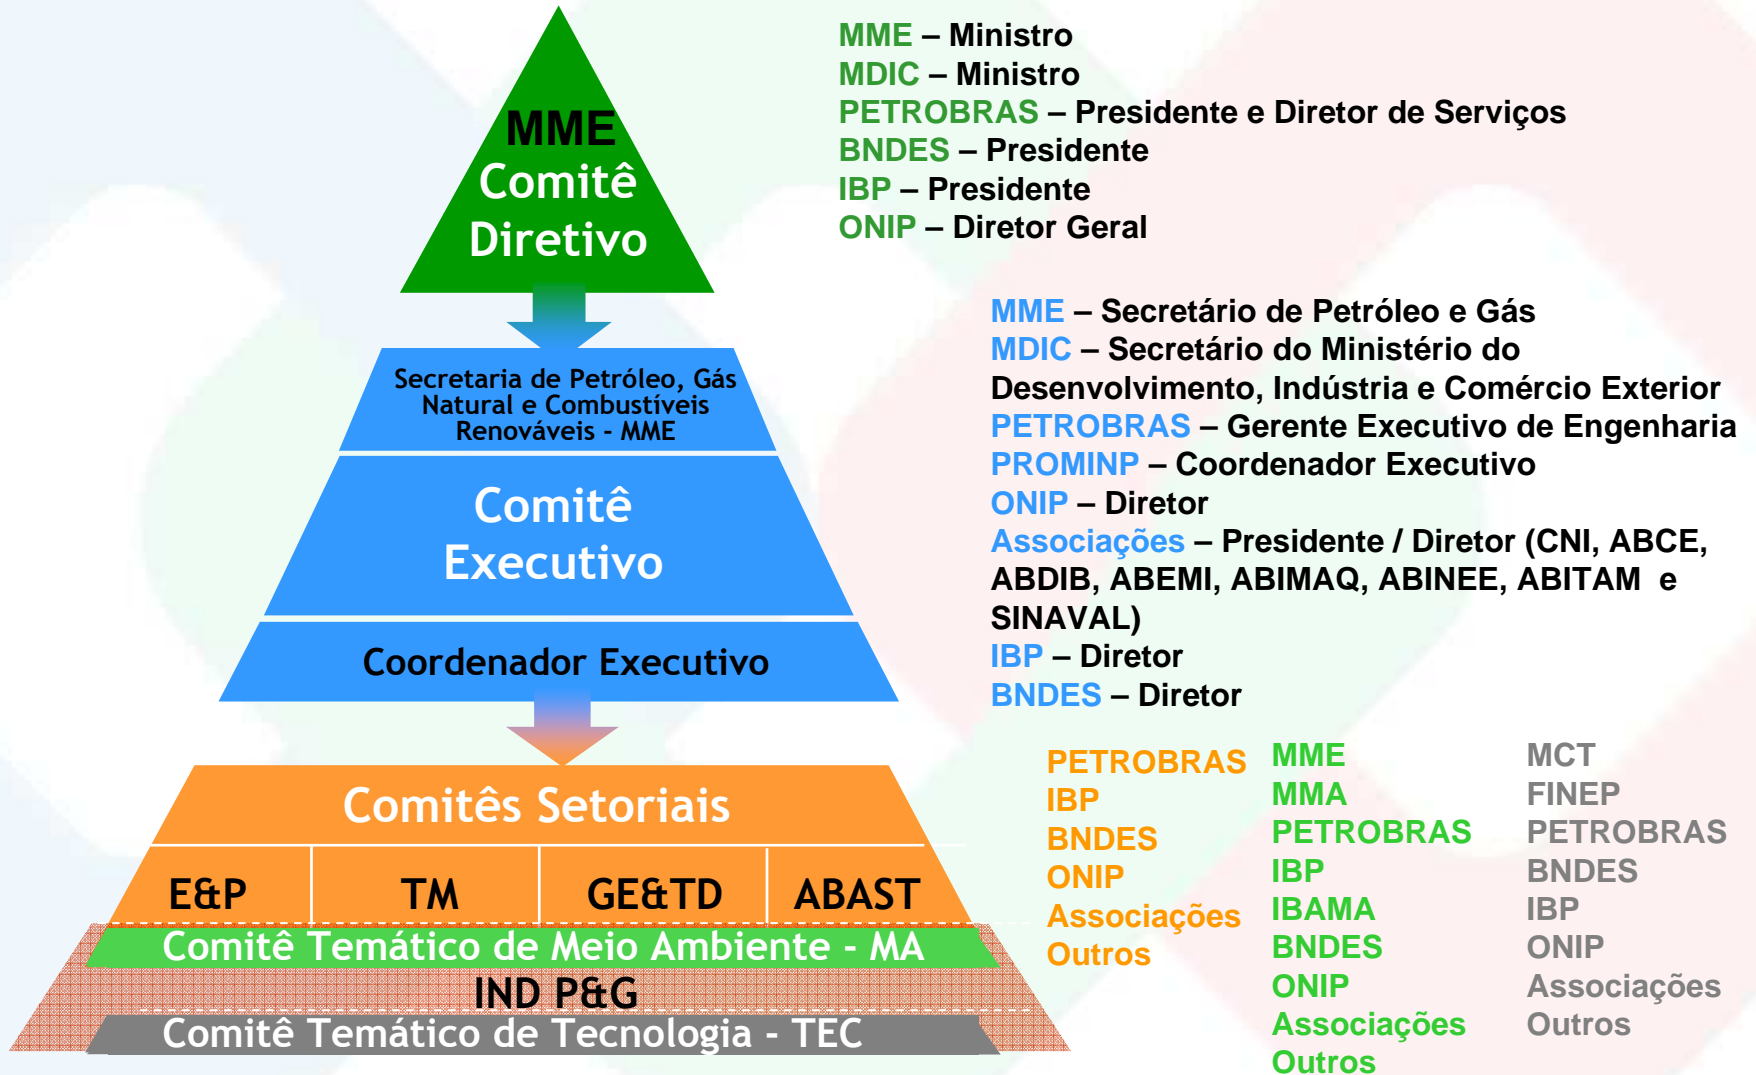 MME
Comitê
Diretivo
MME – Ministro
MDIC – Ministro
PETROBRAS – Presidente e Diretor de Serviços
BNDES – Presidente
IBP – Presidente
ONIP – Diretor Geral
Secretaria de Petróleo, Gás
Natural e Combustíveis
Renováveis - MME
Comitê
Executivo
Coordenador Executivo
MME – Secretário de Petróleo e Gás
MDIC – Secretário do Ministério do
Desenvolvimento, Indústria e Comércio Exterior
PETROBRAS – Gerente Executivo de Engenharia
PROMINP – Coordenador Executivo
ONIP – Diretor
Associações – Presidente / Diretor (CNI, ABCE,
ABDIB, ABEMI, ABIMAQ, ABINEE, ABITAM e
SINAVAL)
IBP – Diretor
BNDES – Diretor
Comitês Setoriais
E&P
TM
GE&TD
ABAST
Comitê Temático de Meio Ambiente - MA
IND P&G
Comitê Temático de Tecnologia - TEC
PETROBRAS
IBP
BNDES
ONIP
Associações
Outros
MME
MMA
PETROBRAS
IBP
IBAMA
BNDES
ONIP
Associações
Outros
MCT
FINEP
PETROBRAS
BNDES
IBP
ONIP
Associações
Outros